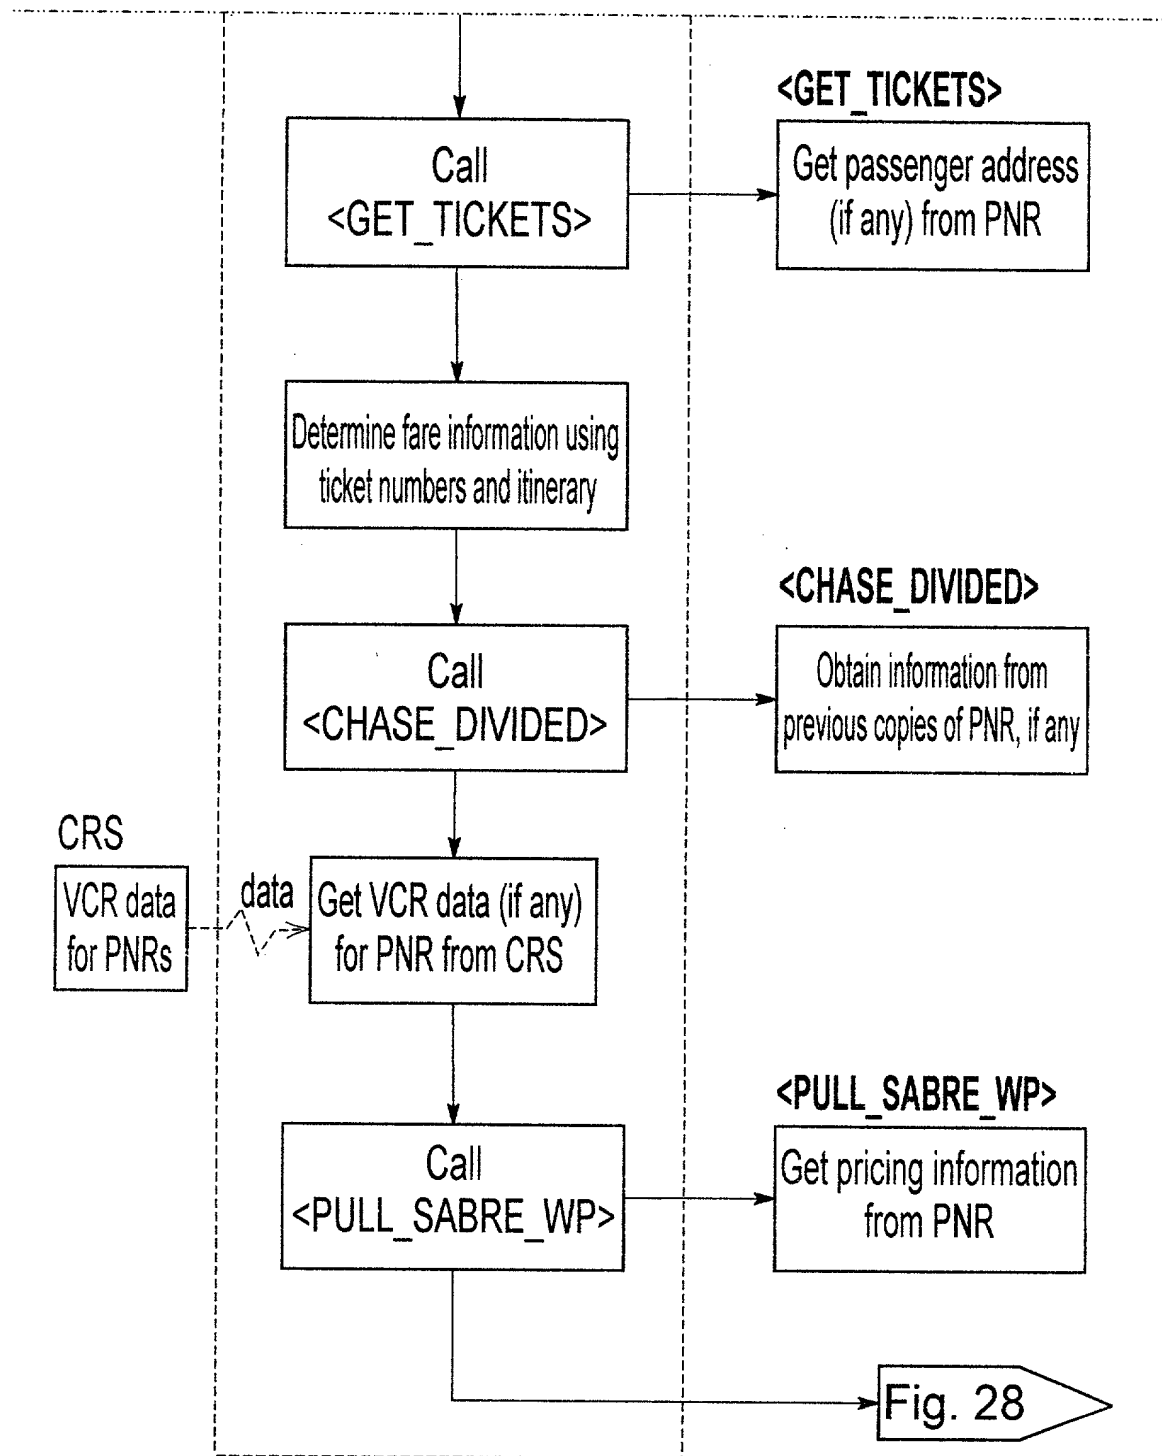 <GET_TICKETS>
Call
<GET_TICKETS>
Get passenger address
(if any) from PNR
Determine fare information using
ticket numbers and itinerary
<CHASE_DIVIDED>
Call
<CHASE_DIVIDED>
Obtain information from
previous copies of PNR, if any
CRS
VCR data
for PNRs
data
Get VCR data (if any)
for PNR from CRS
<PULL_SABRE_WP>
Call
<PULL_SABRE_WP>
Get pricing information
from PNR
Fig. 28